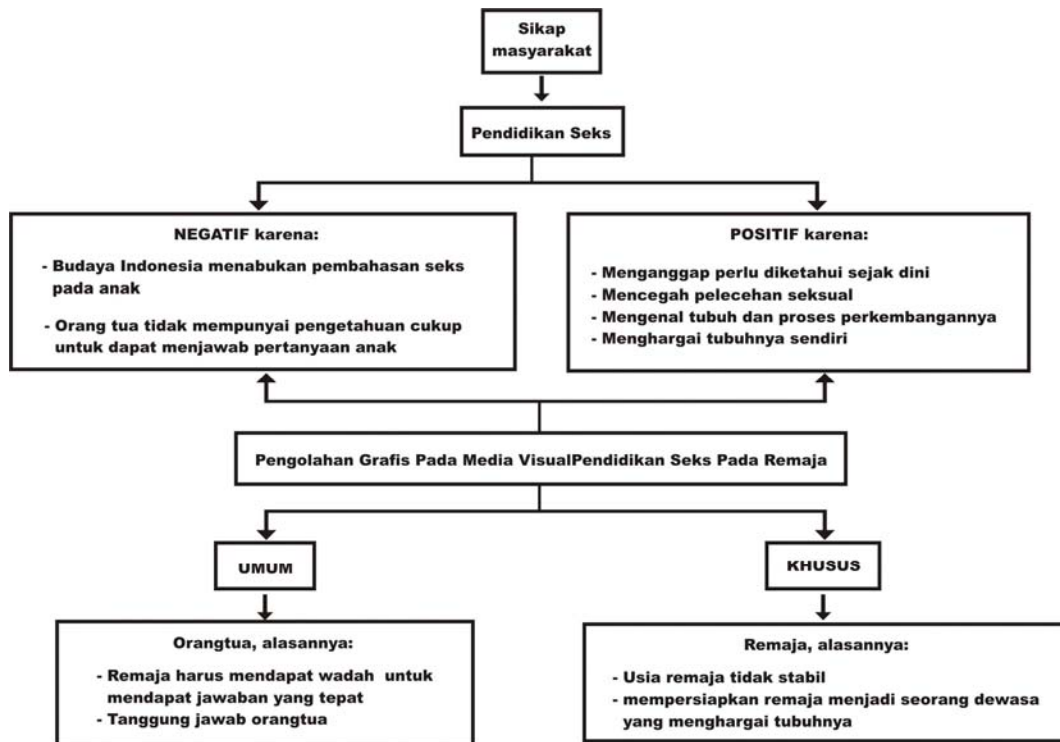 Sikap
masyarakat
Pendidikan Seks
NEGATIF karena:
- Budaya Indonesia menabukan pembahasan seks
pada anak
- Orang tua tidak mempunyai pengetahuan cukup
untuk dapat menjawab pertanyaan anak
POSITIF karena:
- Menganggap perlu diketahui sejak dini
- Mencegah pelecehan seksual
- Mengenal tubuh dan proses perkembangannya
- Menghargai tubuhnya sendiri
Pengolahan Grafis Pada Media VisualPendidikan Seks Pada Remaja
UMUM
KHUSUS
Orangtua, alasannya:
- Remaja harus mendapat wadah untuk
mendapat jawaban yang tepat
- Tanggung jawab orangtua
Remaja, alasannya:
- Usia remaja tidak stabil
- mempersiapkan remaja menjadi seorang dewasa
yang menghargai tubuhnya